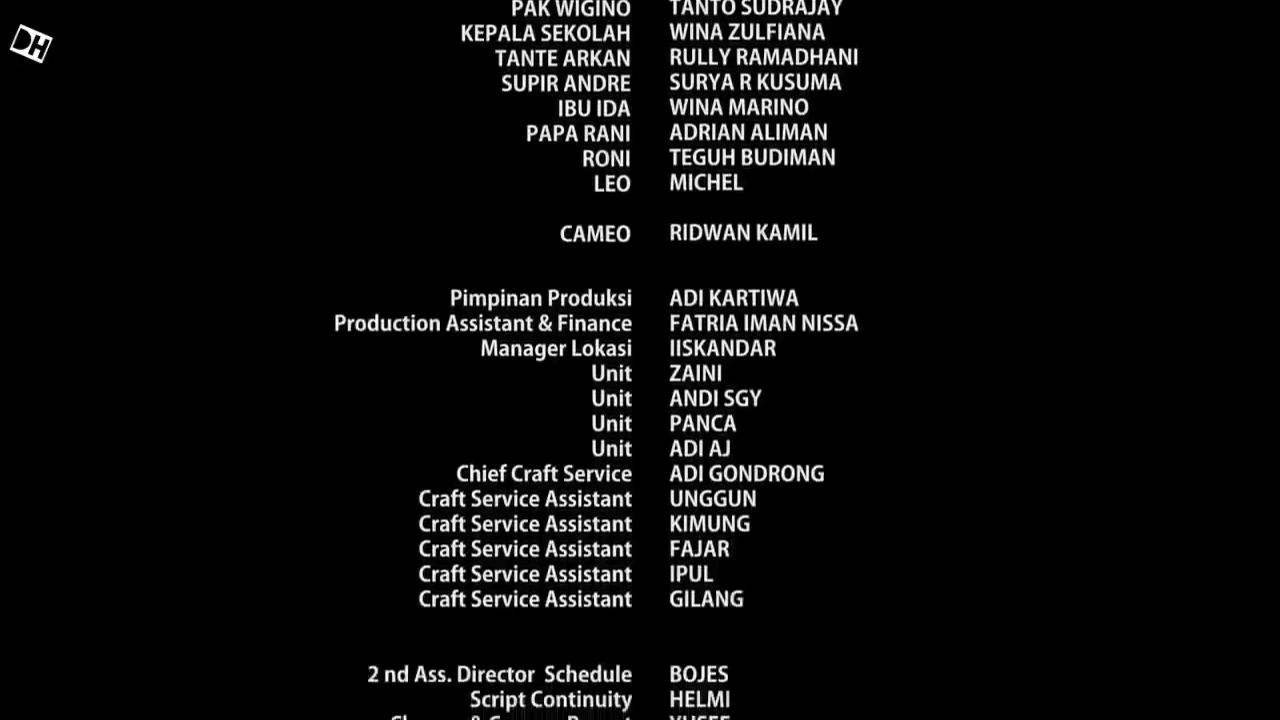 DH
PAK WIGINO TANTO SUDRAJAY
KEPALA SEKOLAH WINA ZULFIANA
TANTE ARKAN RULLY RAMADHANI
SUPIR ANDRE SURYA R KUSUMA
IBU IDA WINA MARINO
PAPA RANI ADRIAN ALIMAN
RONI TEGUH BUDIMAN
LEO MICHEL
CAMEO RIDWAN KAMIL
Pimpinan Produksi ADI KARTIWA
Production Assistant & Finance FATRIA IMAN NISSA
Manager Lokasi IISKANDAR
Unit ZAINI
Unit ANDI SGY
Unit PANCA
Unit ADI AJ
Chief Craft Service ADI GONDRONG
Craft Service Assistant UNGGUN
Craft Service Assistant KIMUNG
Craft Service Assistant FAJAR
Craft Service Assistant IPUL
Craft Service Assistant GILANG
2 nd Ass. Director Schedule BOJES
Script Continuity HELMI